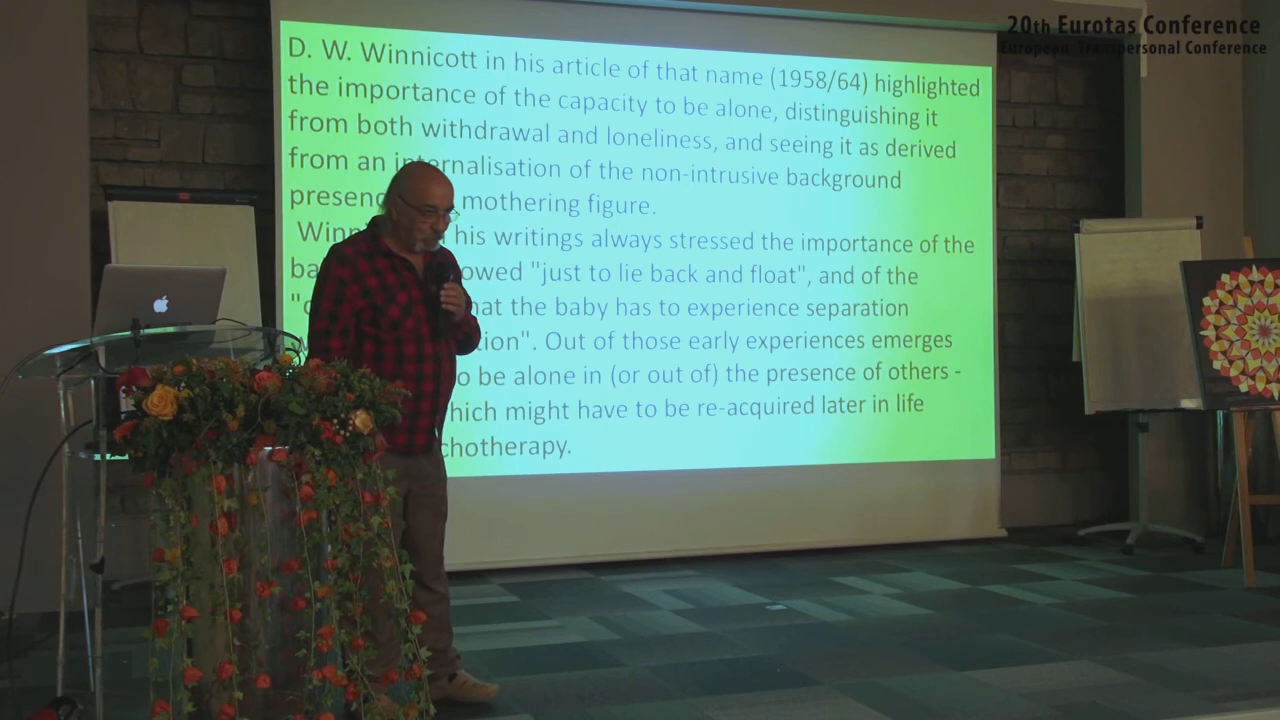 20th Eurotas Conference
European Transpersonal Conference
D. W. Winnicott in his article of that name (1958/64) highlighted
the importance of the capacity to be alone, distinguishing it
from both withdrawal and loneliness, and seeing it as derived
from an internalisation of the non-intrusive background
presenc mothering figure.
Winn his writings always stressed the importance of the
ba owed "just to lie back and float", and of the
"o hat the baby has to experience separation
tion". Out of those early experiences emerges
o be alone in (or out of) the presence of others -
hich might have to be re-acquired later in life
chotherapy.